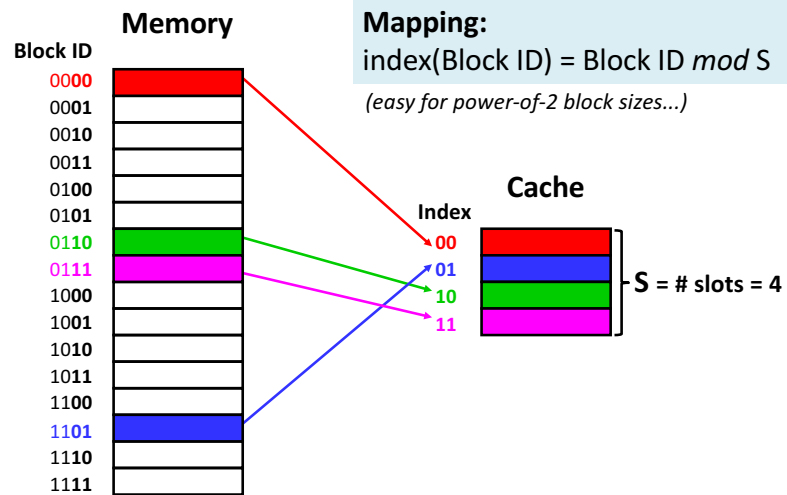 Memory
Block ID
0000
0001
0010
0011
0100
0101
0110
0111
1000
1001
1010
1011
1100
1101
1110
1111
Mapping:
index(Block ID) = Block ID mod S
(easy for power-of-2 block sizes...)
Cache
Index
00
01
10
11
S = # slots = 4